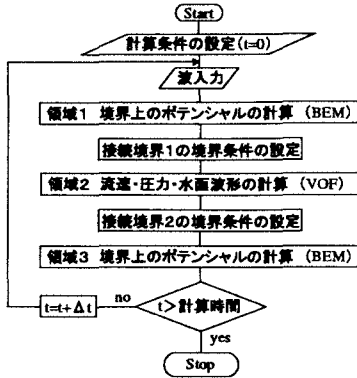 Start
計算条件の設定(t=0)
波入力
領域1 境界上のポテンシャルの計算 (BEM)
接続境界1の境界条件の設定
領域2 流速・圧力・水面波形の計算 (VOF)
接続境界2の境界条件の設定
領域3 境界上のポテンシャルの計算 (BEM)
t=t+Δt
no
t>計算時間
yes
Stop